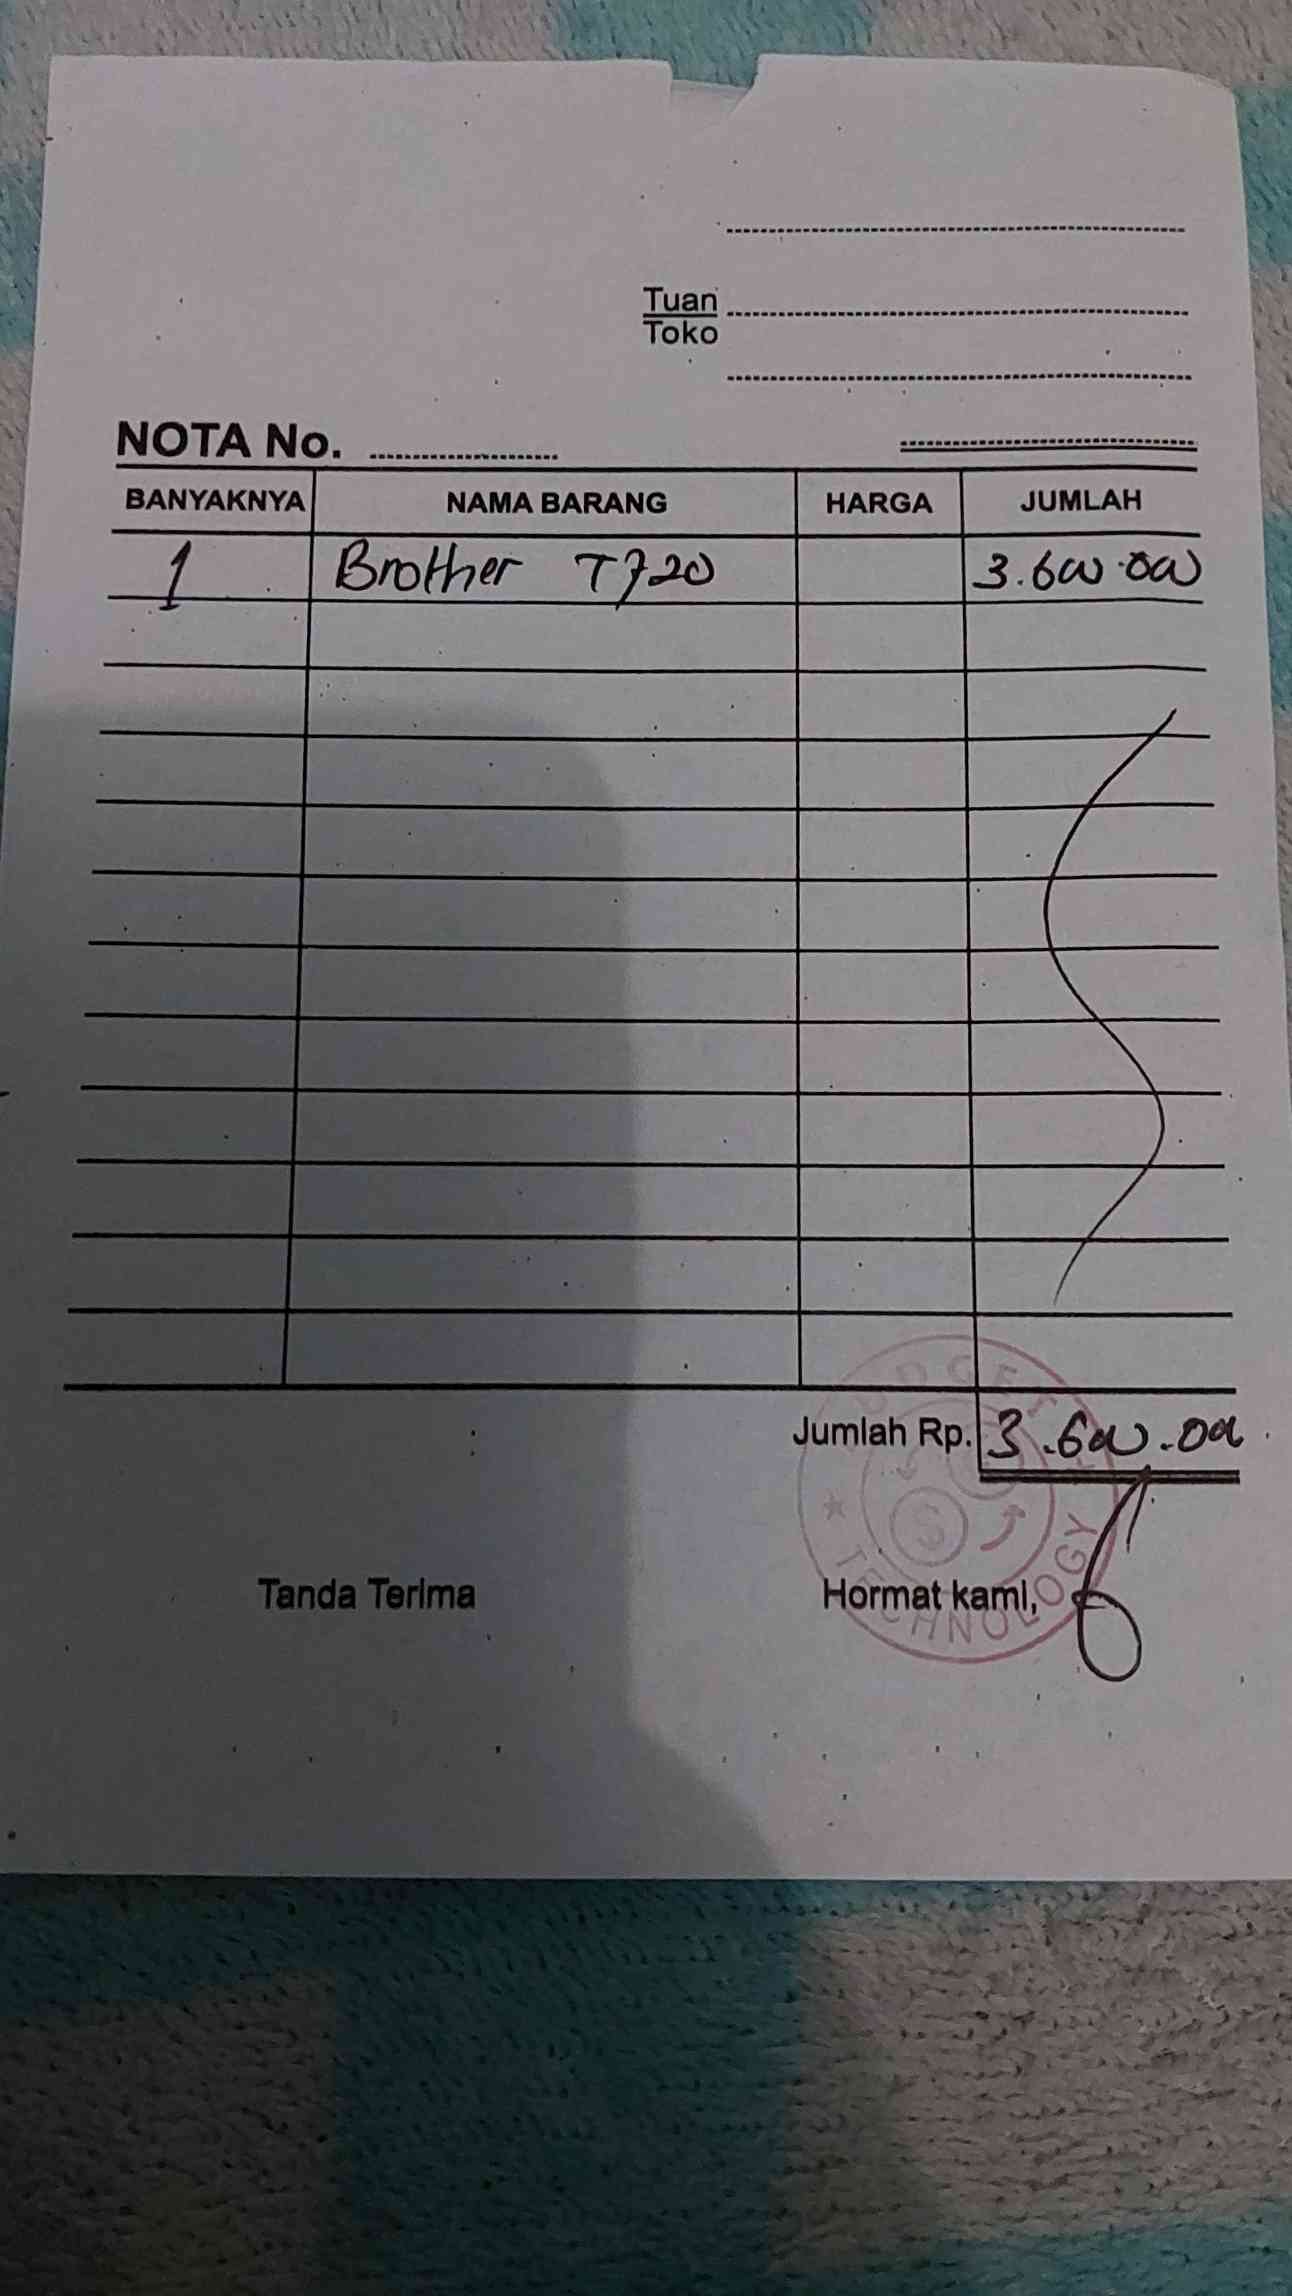 Tuan
Toko
NOTA No.
BANYAKNYA NAMA BARANG HARGA JUMLAH
1 Brother T720 3.600.000
Jumlah Rp. 3.600.000
Tanda Terima Hormat kami,
BUDGET
TECHNOLOGY
$